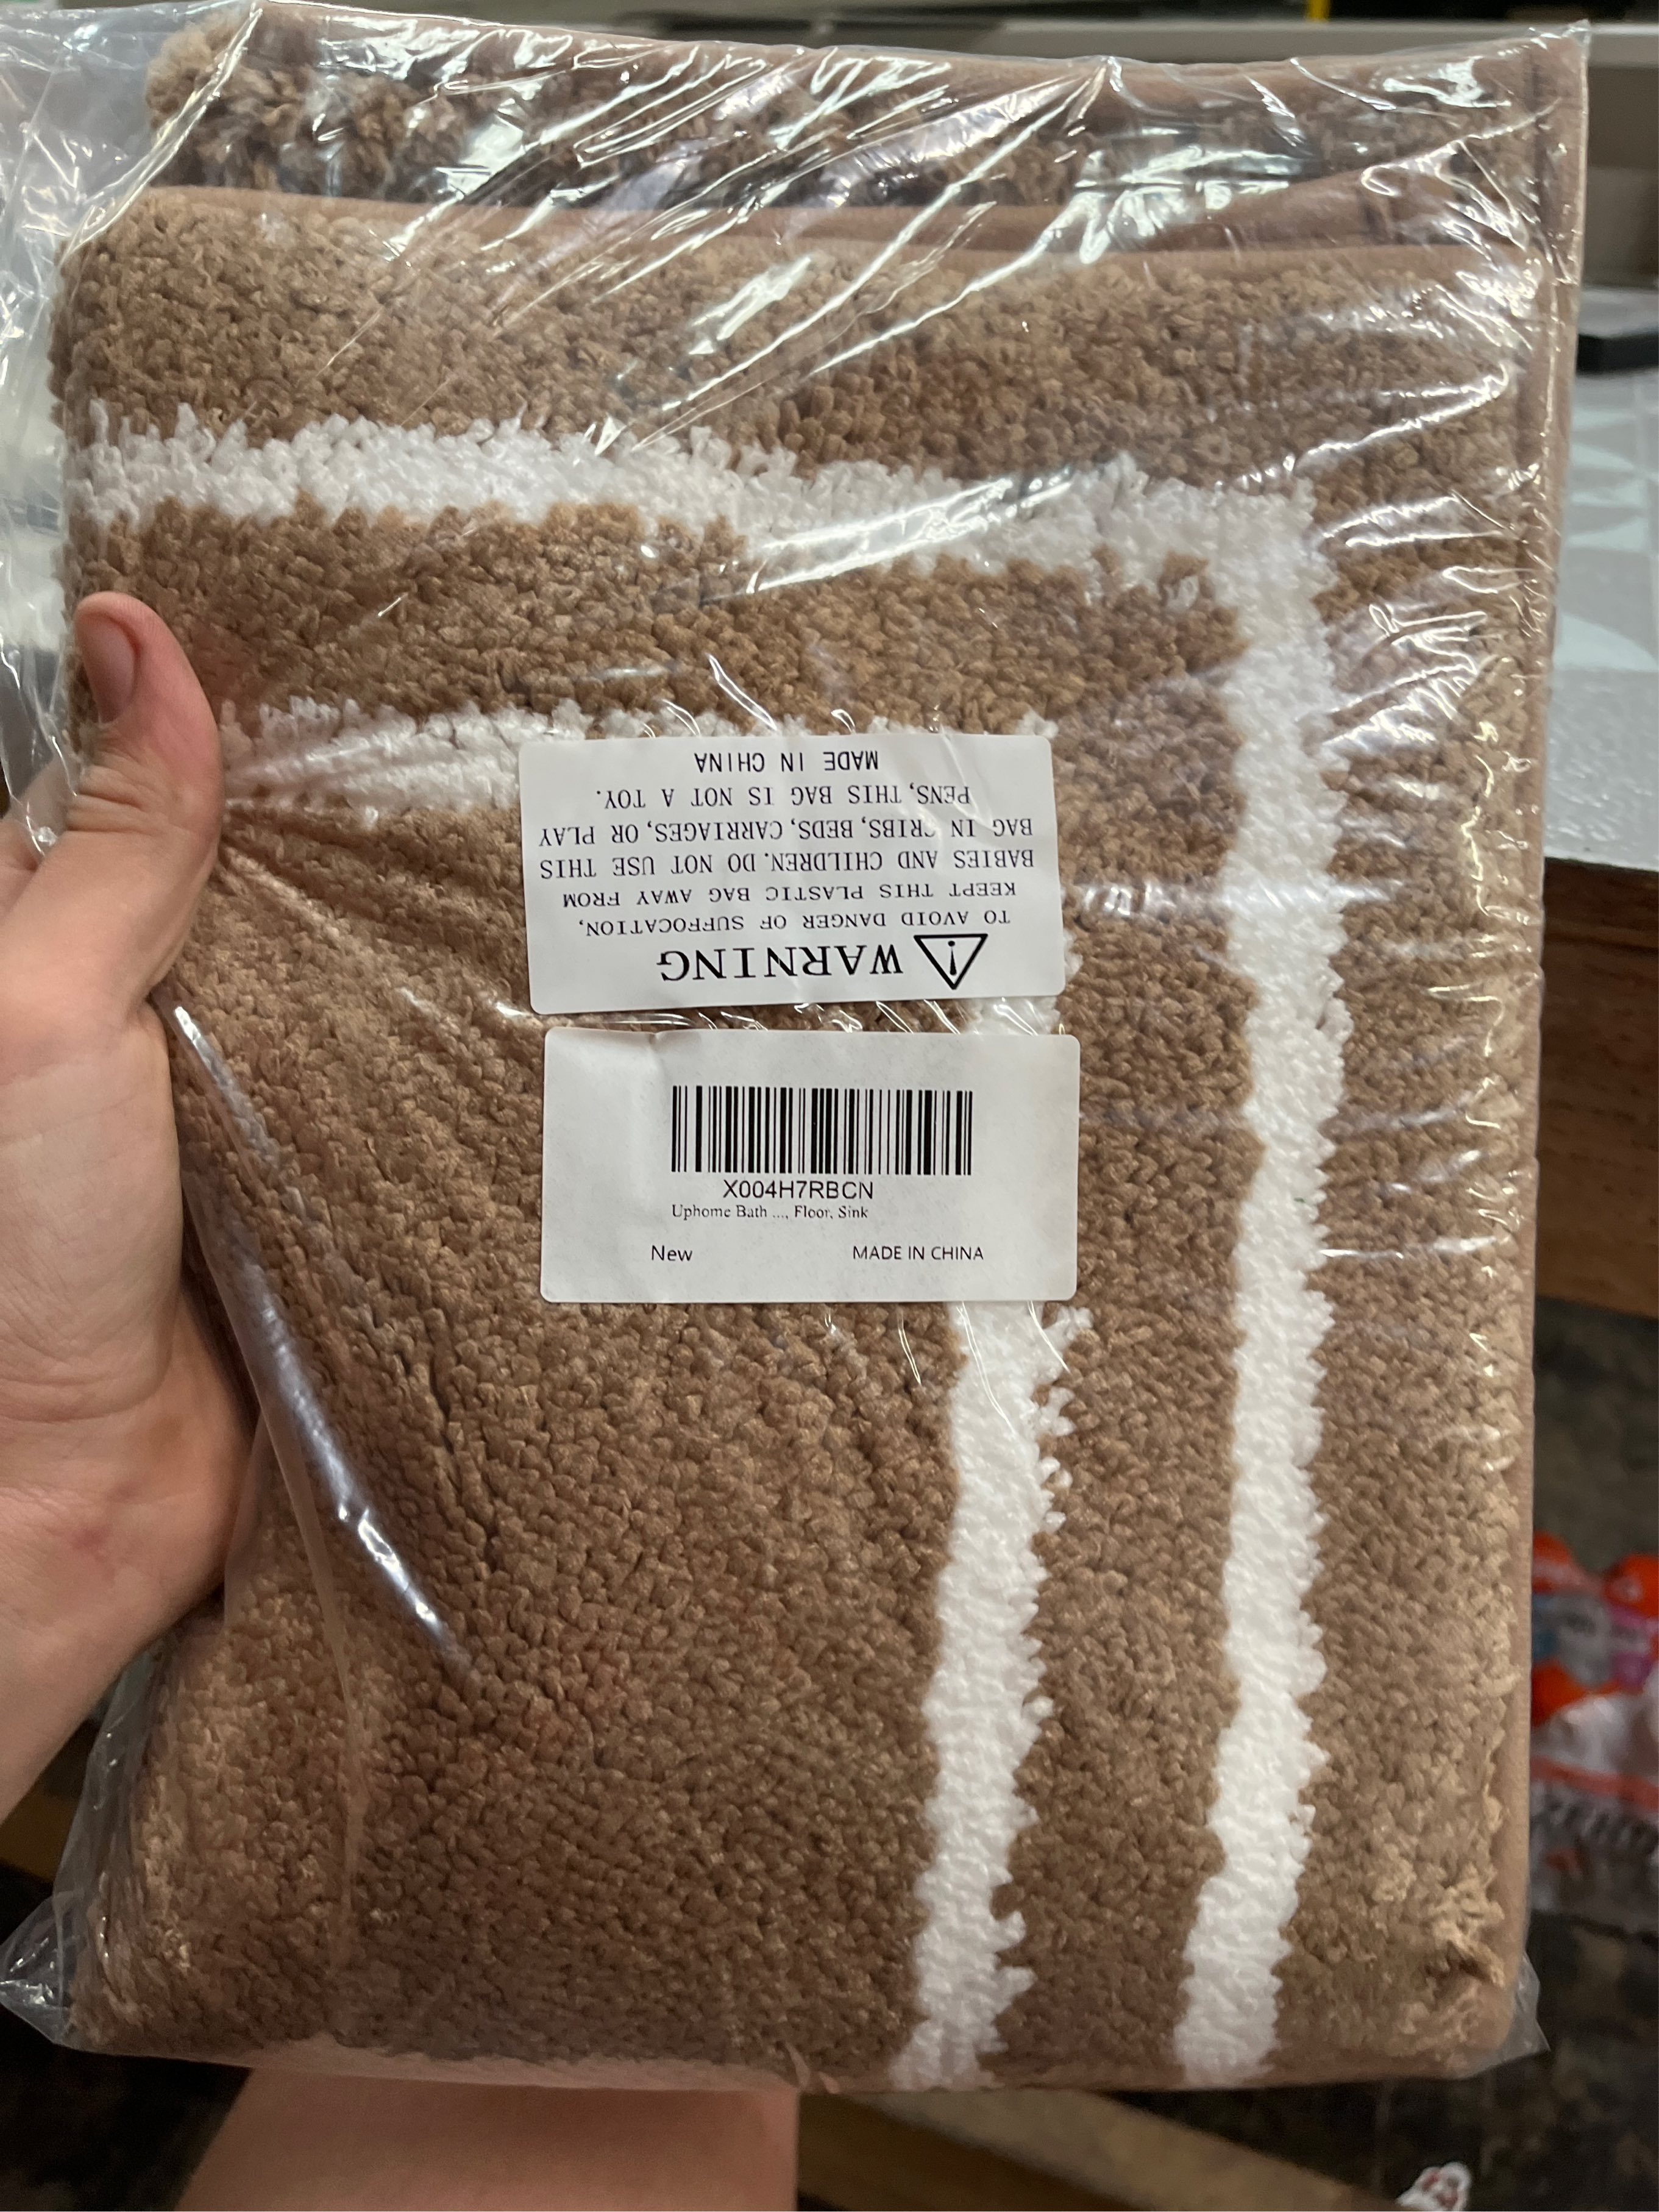 ⚠ WARNING
TO AVOID DANGER OF SUFFOCATION,
KEEPT THIS PLASTIC BAG AWAY FROM
BABIES AND CHILDREN. DO NOT USE THIS
BAG IN CRIBS, BEDS, CARRIAGES, OR PLAY
PENS, THIS BAG IS NOT A TOY.
MADE IN CHINA
X004H7RBCN
Uphome Bath ..., Floor, Sink
New MADE IN CHINA